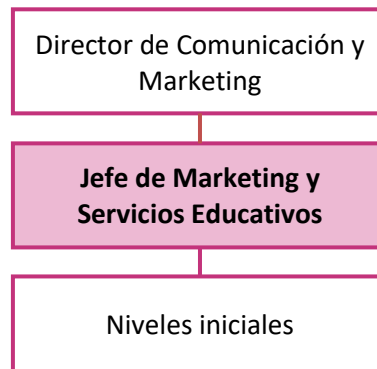 Director de Comunicación y
Marketing
Jefe de Marketing y
Servicios Educativos
Niveles iniciales